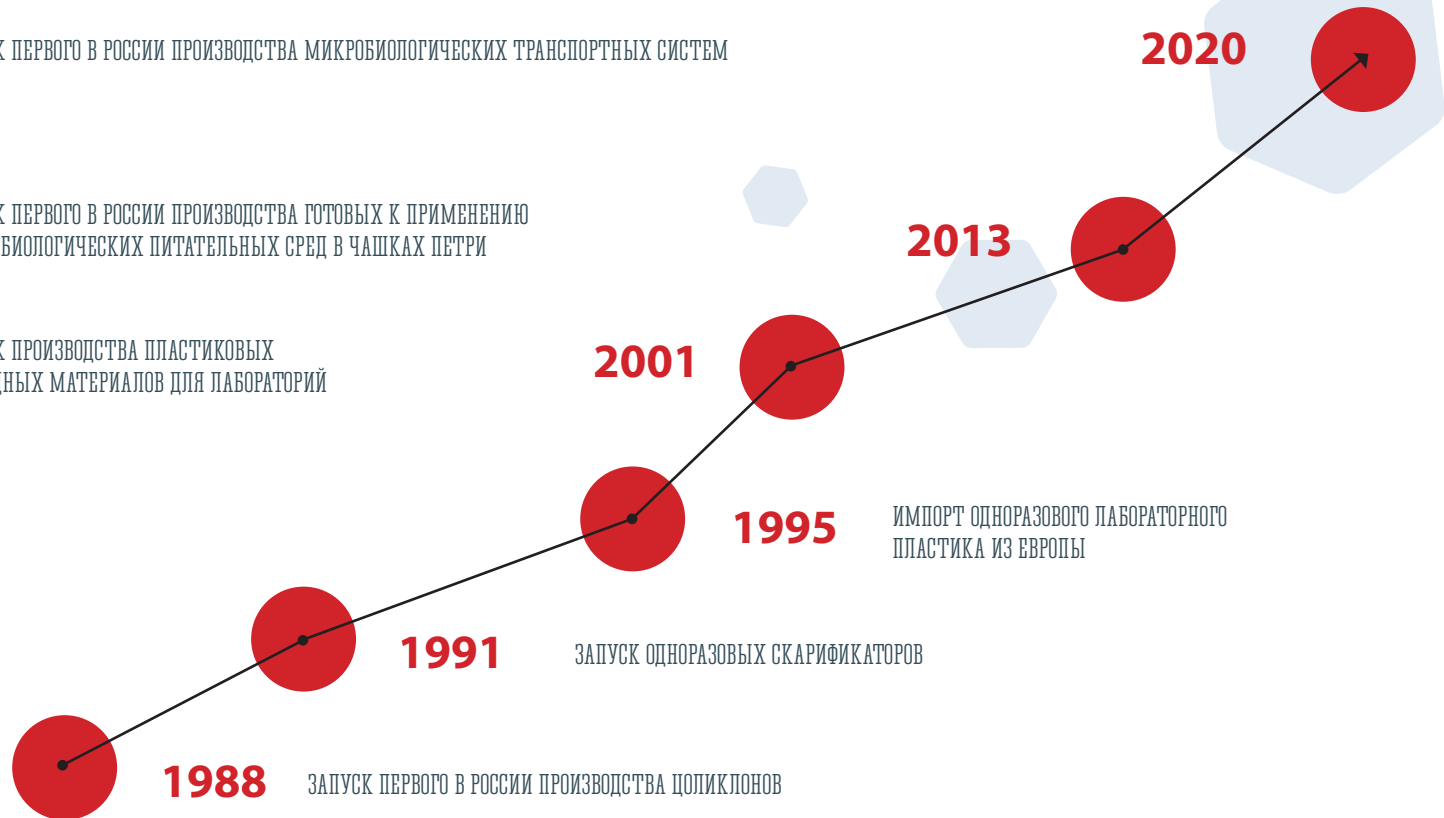 К ПЕРВОГО В РОССИИ ПРОИЗВОДСТВА МИКРОБИОЛОГИЧЕСКИХ ТРАНСПОРТНЫХ СИСТЕМ
2020
К ПЕРВОГО В РОССИИ ПРОИЗВОДСТВА ГОТОВЫХ К ПРИМЕНЕНИЮ
БИОЛОГИЧЕСКИХ ПИТАТЕЛЬНЫХ СРЕД В ЧАШКАХ ПЕТРИ
2013
К ПРОИЗВОДСТВА ПЛАСТИКОВЫХ
ДНЫХ МАТЕРИАЛОВ ДЛЯ ЛАБОРАТОРИЙ
2001
1995
ИМПОРТ ОДНОРАЗОВОГО ЛАБОРАТОРНОГО
ПЛАСТИКА ИЗ ЕВРОПЫ
1991 ЗАПУСК ОДНОРАЗОВЫХ СКАРИФИКАТОРОВ
1988 ЗАПУСК ПЕРВОГО В РОССИИ ПРОИЗВОДСТВА ЦОЛИКЛОНОВ